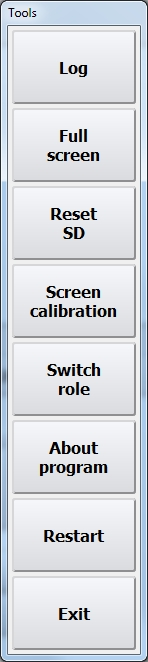 Tools
Log
Full
screen
Reset
SD
Screen
calibration
Switch
role
About
program
Restart
Exit